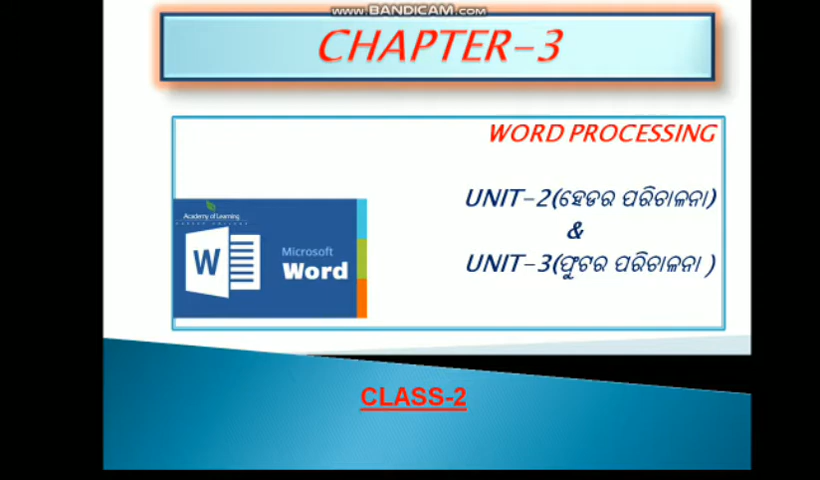 WWW.BANDICAM.COM
CHAPTER-3
WORD PROCESSING
UNIT-2(ହେଡର ପରିଚାଳନା)
&
UNIT-3(ଫୁଟର ପରିଚାଳନା )
Academy of Learning
W
Microsoft
Word
CLASS-2